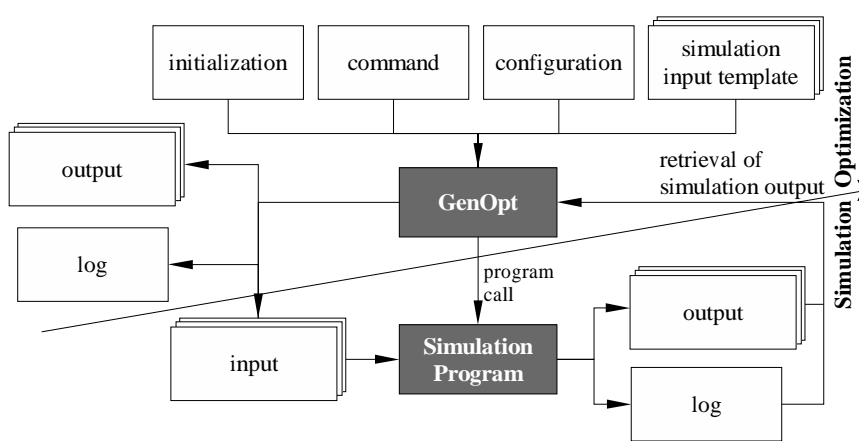 initialization
command
configuration
simulation
input template
output
log
GenOpt
retrieval of
simulation output
program
call
input
Simulation
Program
output
log
Simulation Optimization